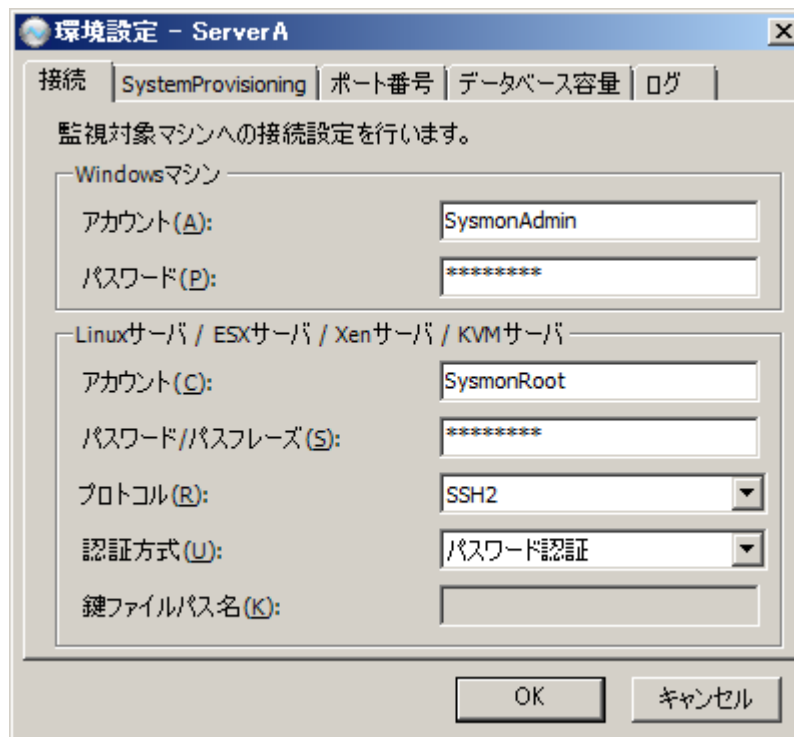 環境設定 - ServerA
接続 SystemProvisioning ポート番号 データベース容量 ログ
監視対象マシンへの接続設定を行います。
Windowsマシン
アカウント(A): SysmonAdmin
パスワード(P): ********
Linuxサーバ / ESXサーバ / Xenサーバ / KVMサーバ
アカウント(C): SysmonRoot
パスワード/パスフレーズ(S): ********
プロトコル(R): SSH2
認証方式(U): パスワード認証
鍵ファイルパス名(K):
OK キャンセル